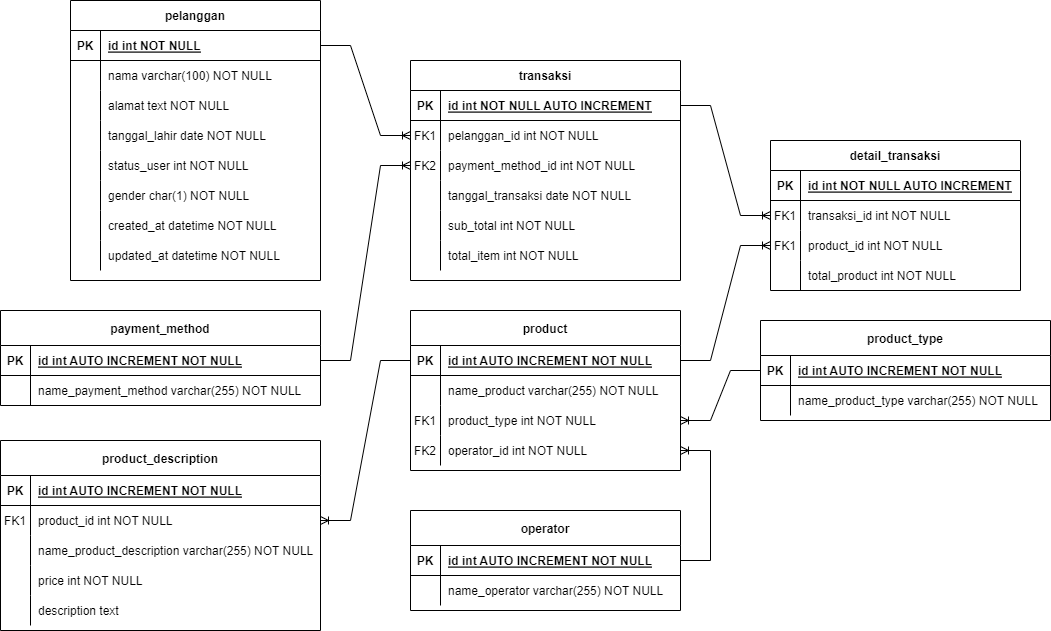 pelanggan
PK id int NOT NULL
nama varchar(100) NOT NULL
alamat text NOT NULL
tanggal_lahir date NOT NULL
status_user int NOT NULL
gender char(1) NOT NULL
created_at datetime NOT NULL
updated_at datetime NOT NULL
transaksi
PK id int NOT NULL AUTO INCREMENT
FK1 pelanggan_id int NOT NULL
FK2 payment_method_id int NOT NULL
tanggal_transaksi date NOT NULL
sub_total int NOT NULL
total_item int NOT NULL
detail_transaksi
PK id int NOT NULL AUTO INCREMENT
FK1 transaksi_id int NOT NULL
FK1 product_id int NOT NULL
total_product int NOT NULL
payment_method
PK id int AUTO INCREMENT NOT NULL
name_payment_method varchar(255) NOT NULL
product
PK id int AUTO INCREMENT NOT NULL
name_product varchar(255) NOT NULL
FK1 product_type int NOT NULL
FK2 operator_id int NOT NULL
product_type
PK id int AUTO INCREMENT NOT NULL
name_product_type varchar(255) NOT NULL
product_description
PK id int AUTO INCREMENT NOT NULL
FK1 product_id int NOT NULL
name_product_description varchar(255) NOT NULL
price int NOT NULL
description text
operator
PK id int AUTO INCREMENT NOT NULL
name_operator varchar(255) NOT NULL